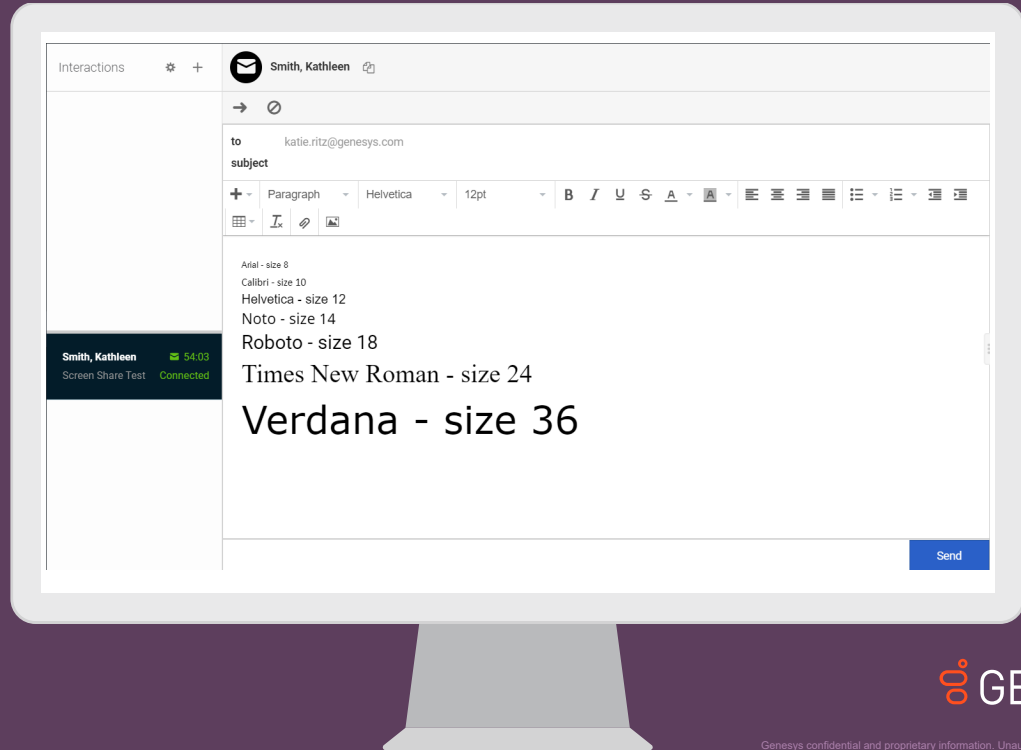 Interactions
Smith, Kathleen
to katie.ritz@genesys.com
subject
Paragraph Helvetica 12pt B I U S A A
Arial - size 8
Calibri - size 10
Helvetica - size 12
Noto - size 14
Roboto - size 18
Times New Roman - size 24
Verdana - size 36
Smith, Kathleen 54:03
Screen Share Test Connected
Send
GE
Genesys confidential and proprietary information. Unau